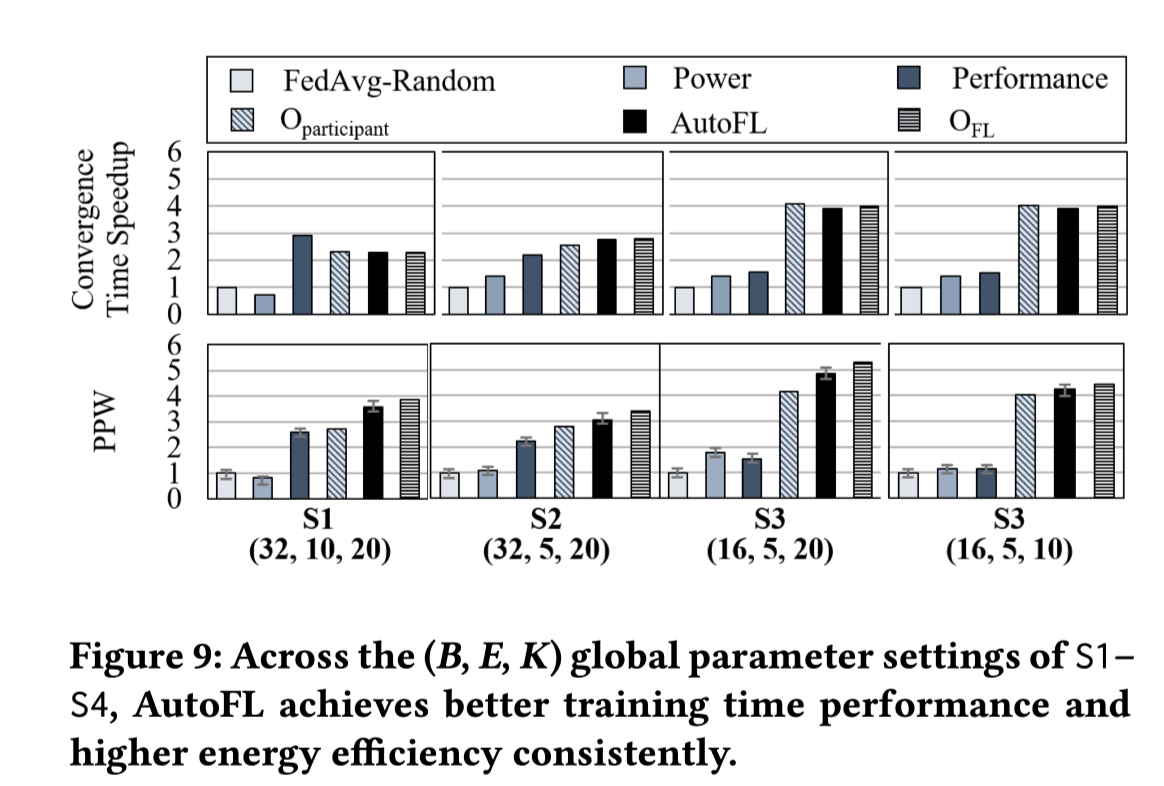 FedAvg-Random Power Performance
Oparticipant AutoFL OFL
Convergence
Time Speedup
6
5
4
3
2
1
0
PPW
6
5
4
3
2
1
0
S1 S2 S3 S3
(32, 10, 20) (32, 5, 20) (16, 5, 20) (16, 5, 10)
Figure 9: Across the (B, E, K) global parameter settings of S1–
S4, AutoFL achieves better training time performance and
higher energy efficiency consistently.